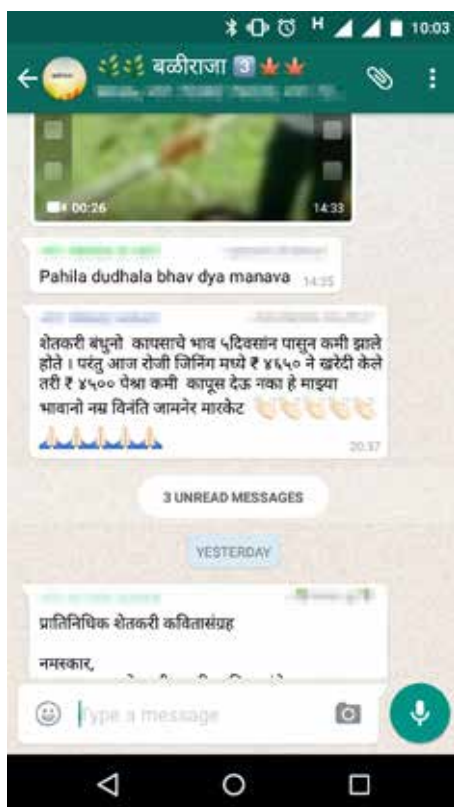 H 10:03
बळीराजा 3
00:26 14:33
Pahila dudhala bhav dya manava 14:35
शेतकरी बंधुनो कापसाचे भाव ५दिवसांन पासुन कमी झाले
होते । परंतु आज रोजी जिनिंग मध्ये ₹ ४६५० ने खरेदी केले
तरी ₹ ४५०० पेश्रा कमी कापूस देऊ नका हे माझ्या
भावानो नम्र विनंति जामनेर मारकेट
20:37
3 UNREAD MESSAGES
YESTERDAY
प्रातिनिधिक शेतकरी कवितासंग्रह
नमस्कार,
Type a message